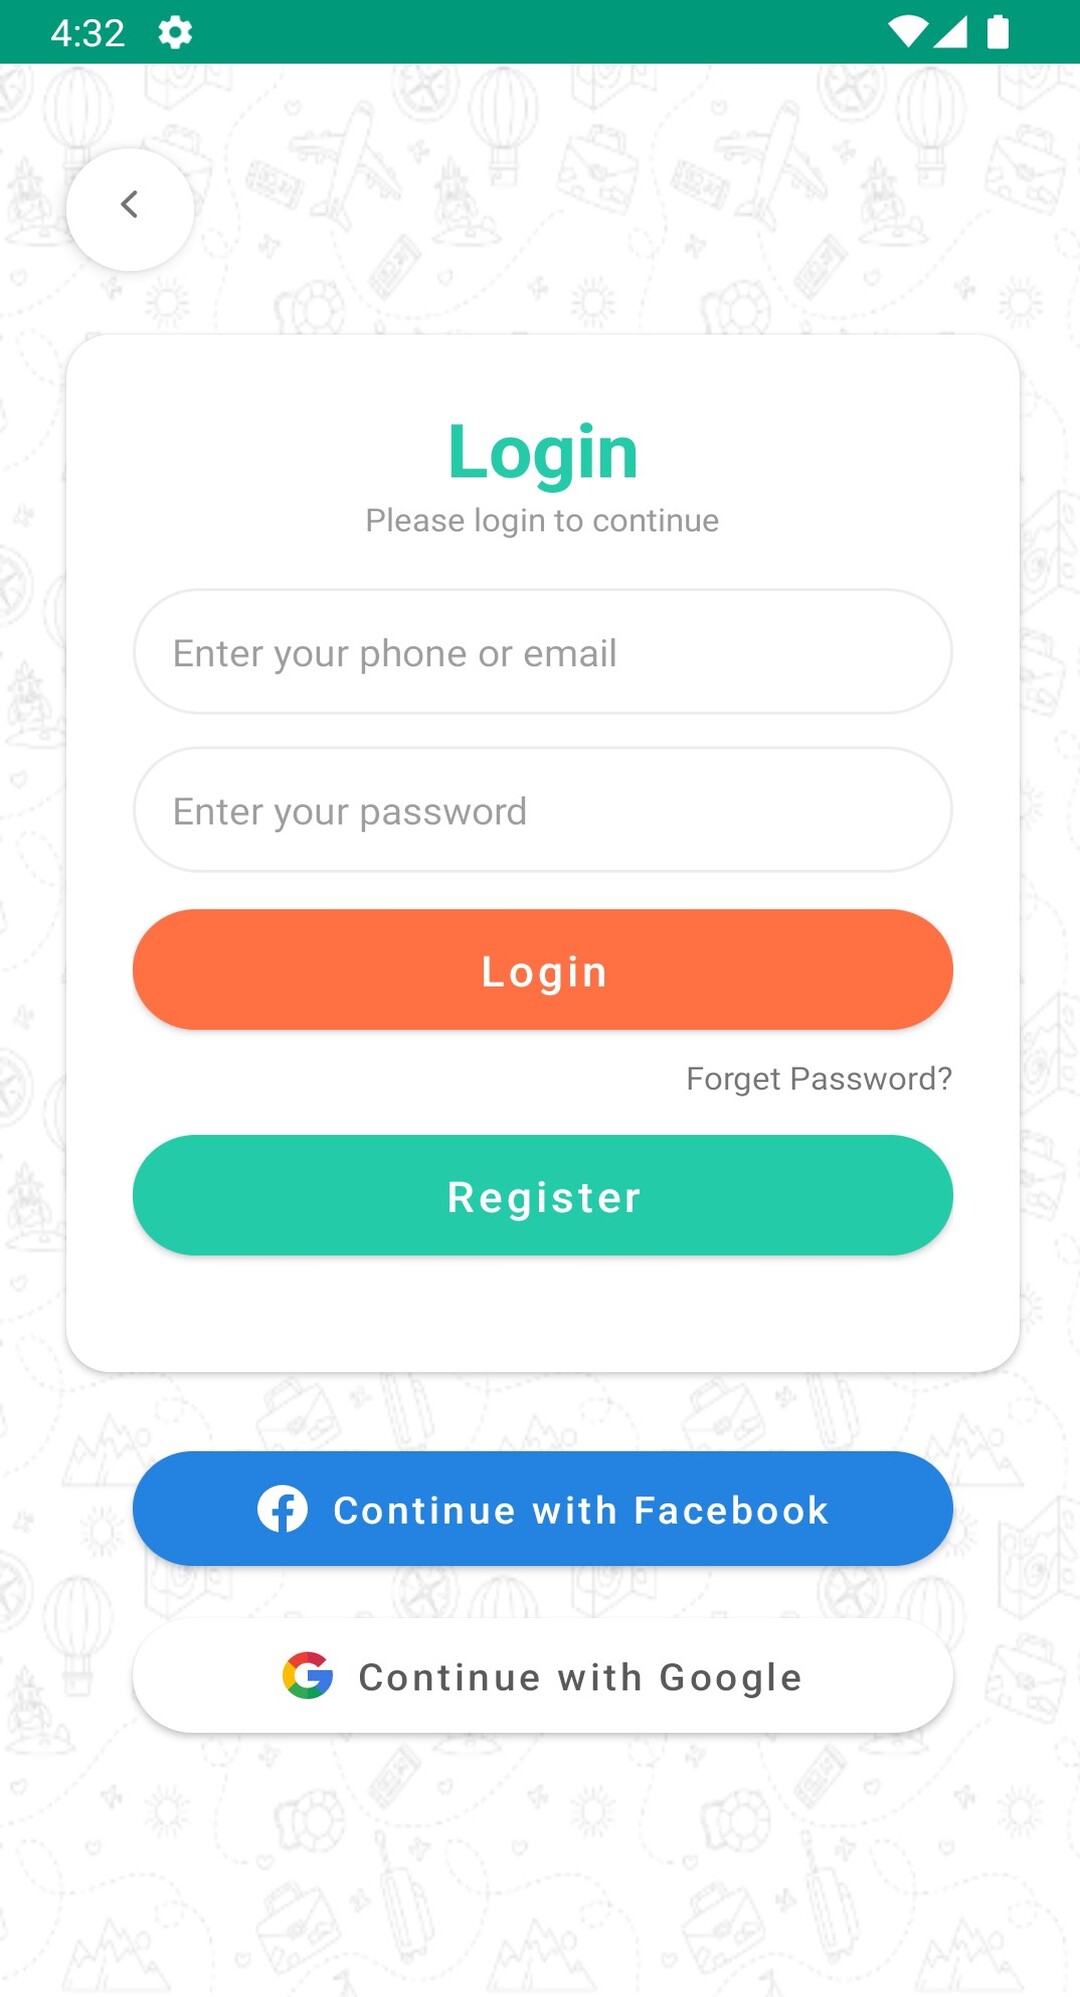 4:32
Login
Please login to continue
Enter your phone or email
Enter your password
Login
Forget Password?
Register
Continue with Facebook
Continue with Google